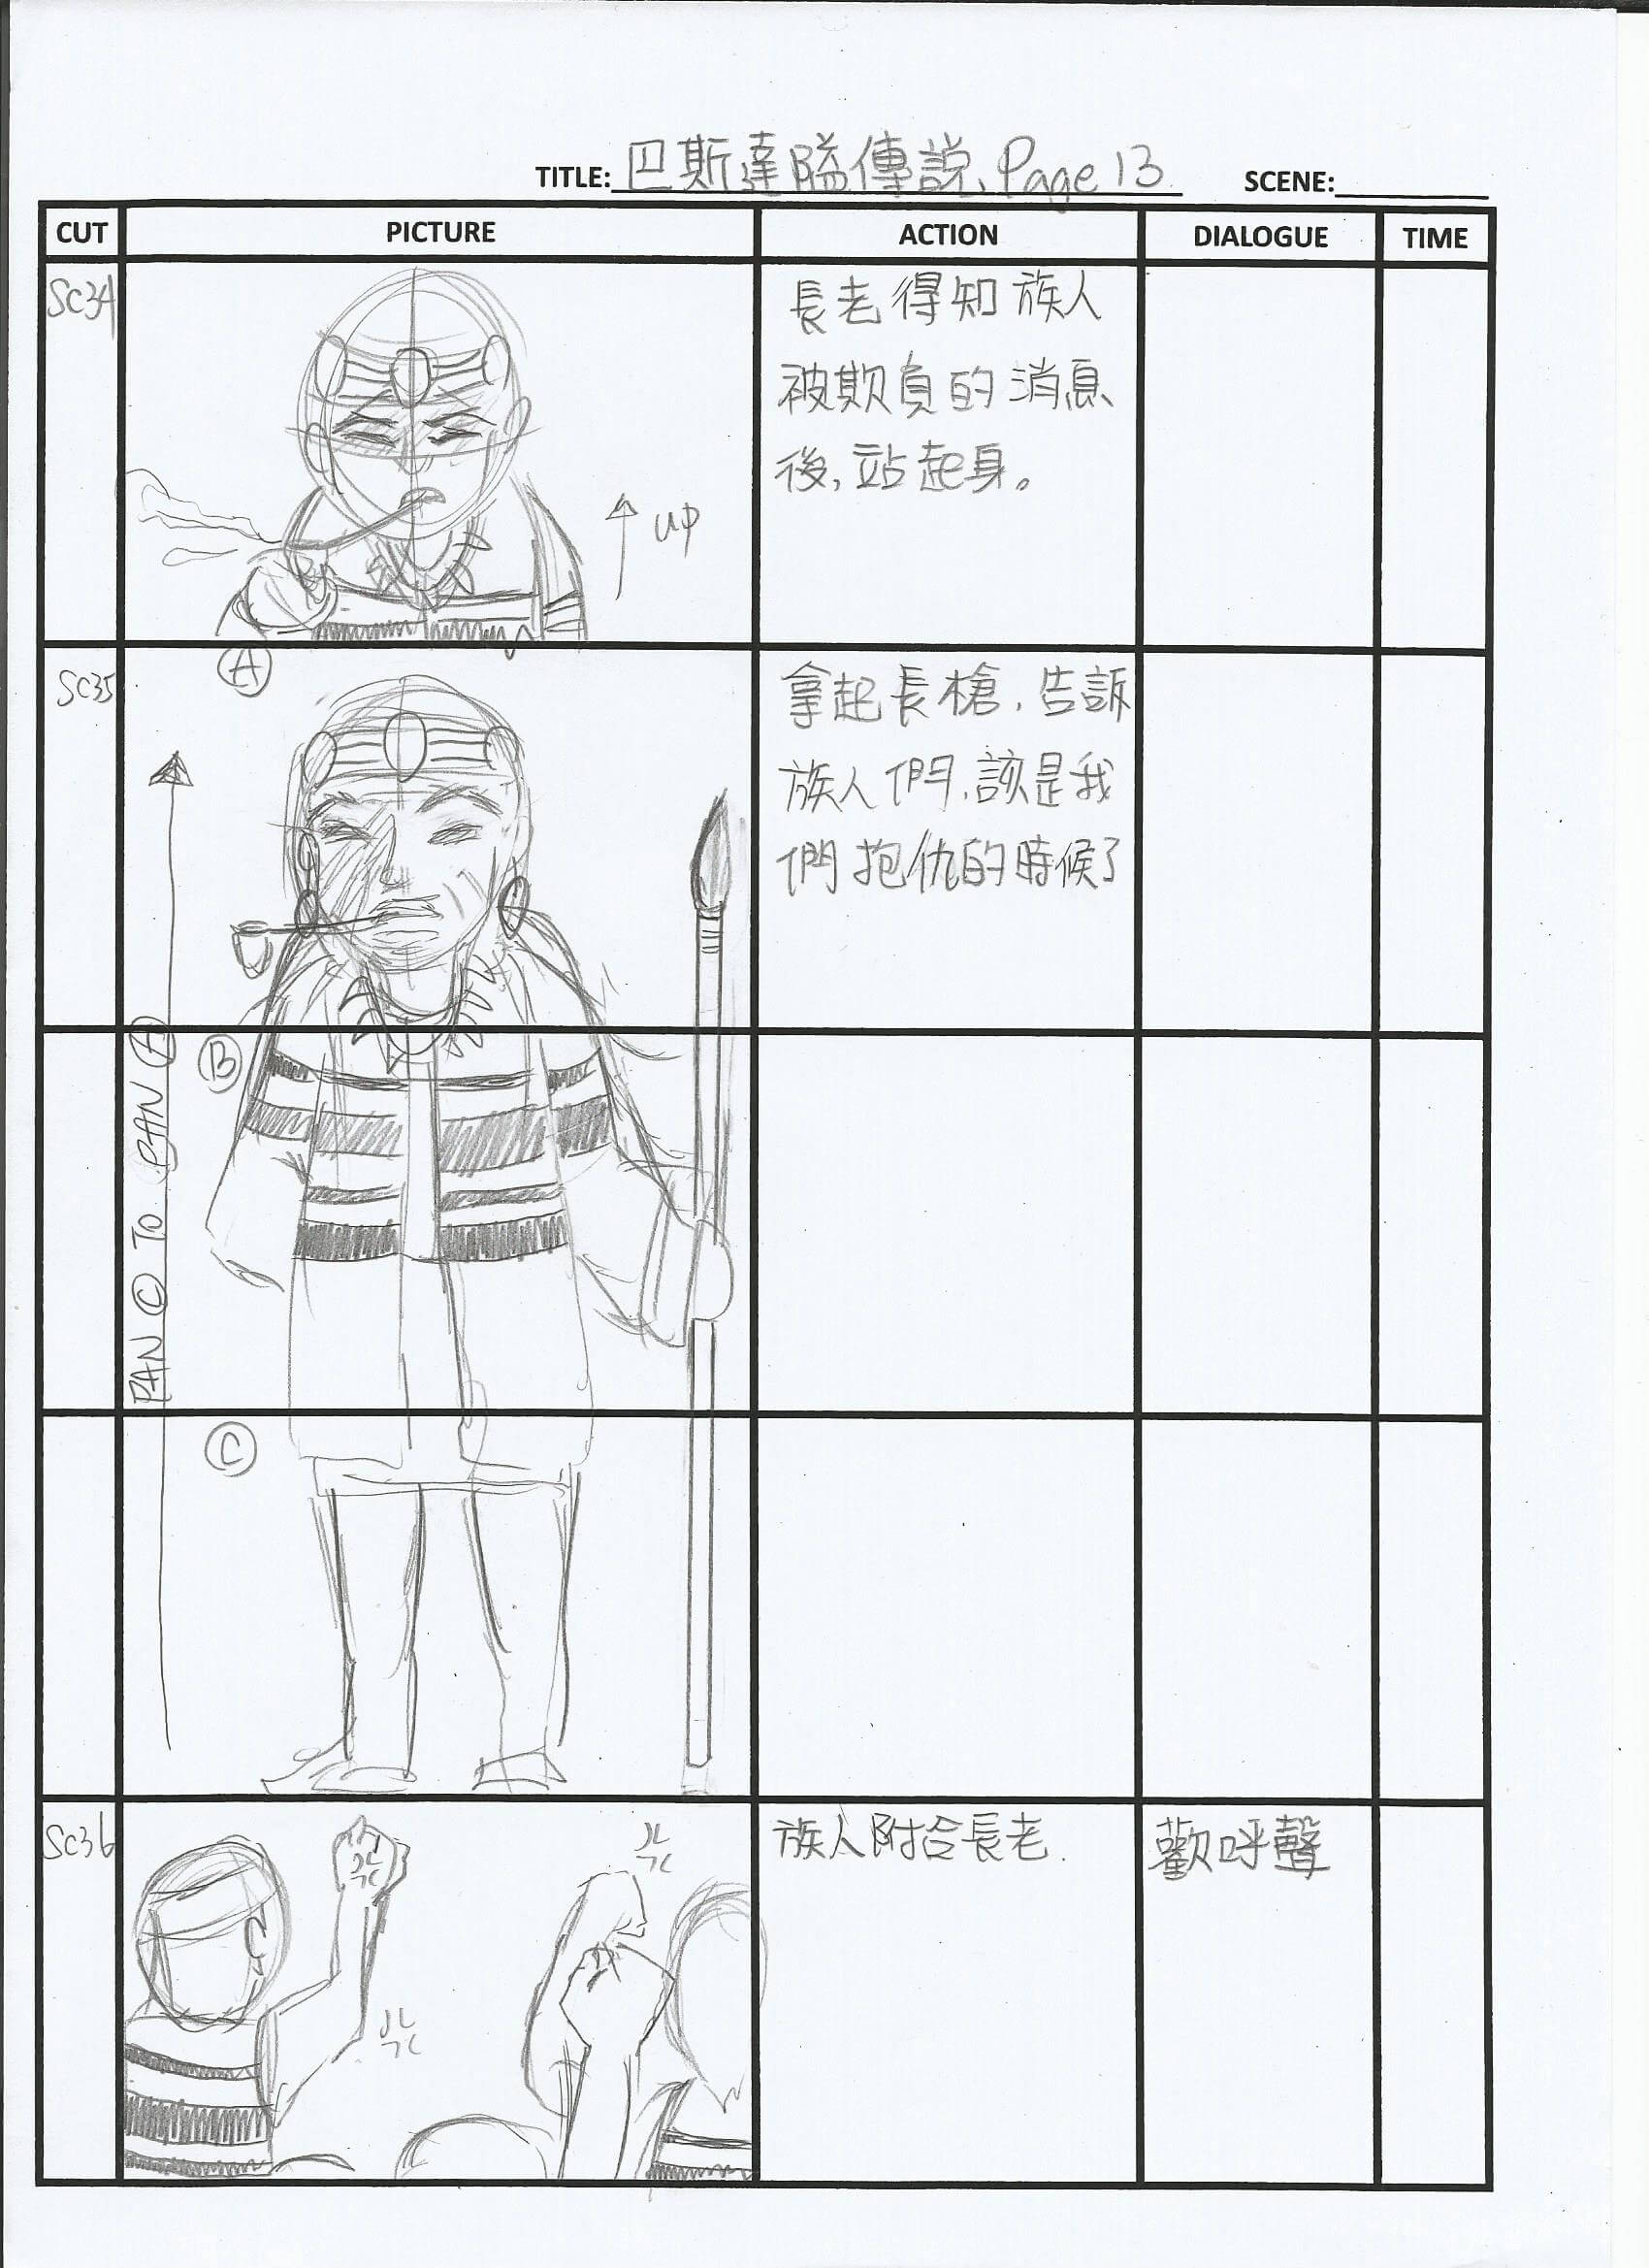 TITLE: 巴斯達隘傳說, Page 13
SCENE:
CUT PICTURE ACTION DIALOGUE TIME
SC34
長老得知族人
被欺負的消息
後,站起身。
↑ UP
SC35
A
拿起長槍,告訴
族人們,該是我
們抱仇的時候了
B
PAN C TO PAN A
C
SC36
族人附合長老.
歡呼聲